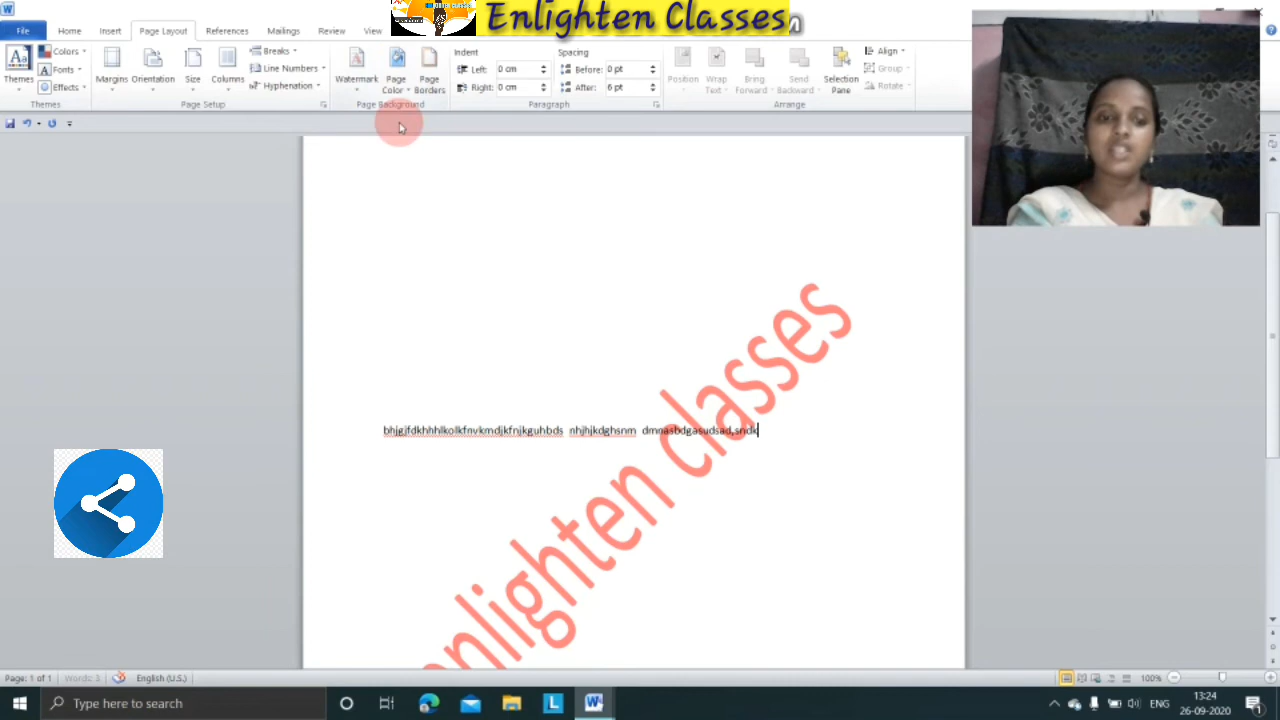 Enlighten Classes
File Home Insert Page Layout References Mailings Review View
Themes Colors Fonts Effects Themes
Margins Orientation Size Columns Breaks Line Numbers Hyphenation Page Setup
Watermark Page Color Page Borders Page Background
Indent Left: 0 cm Right: 0 cm Spacing Before: 0 pt After: 6 pt Paragraph
Position Wrap Text Bring Forward Send Backward Selection Pane Align Group Rotate Arrange
bhjgjfdkhhhlkolkfnvkmdjkfnjkguhbds nhjhjkdghsnm dmnasbdgasudsad,sndk
enlighten classes
Page: 1 of 1 Words: 3 English (U.S.) 100%
Type here to search ENG 13:24
26-09-2020